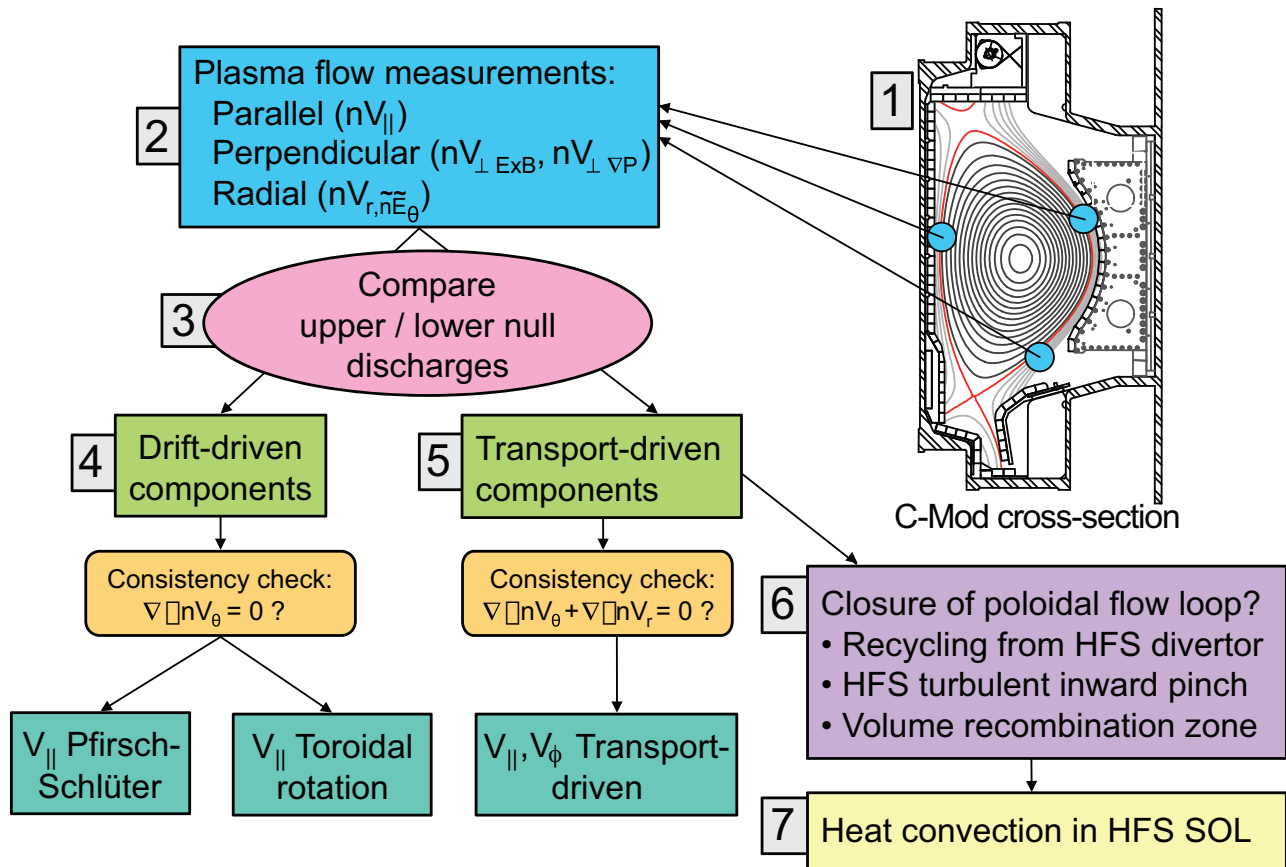 1
2
Plasma flow measurements:
Parallel (nV||)
Perpendicular (nV⊥ ExB, nV⊥ ∇P)
Radial (nVr,ñẼθ)
3
Compare
upper / lower null
discharges
4
Drift-driven
components
5
Transport-driven
components
C-Mod cross-section
Consistency check:
∇ □nVθ = 0 ?
Consistency check:
∇ □nVθ + ∇ □nVr = 0 ?
6
Closure of poloidal flow loop?
• Recycling from HFS divertor
• HFS turbulent inward pinch
• Volume recombination zone
V|| Pfirsch-
Schlüter
V|| Toroidal
rotation
V||, Vϕ Transport-
driven
7
Heat convection in HFS SOL